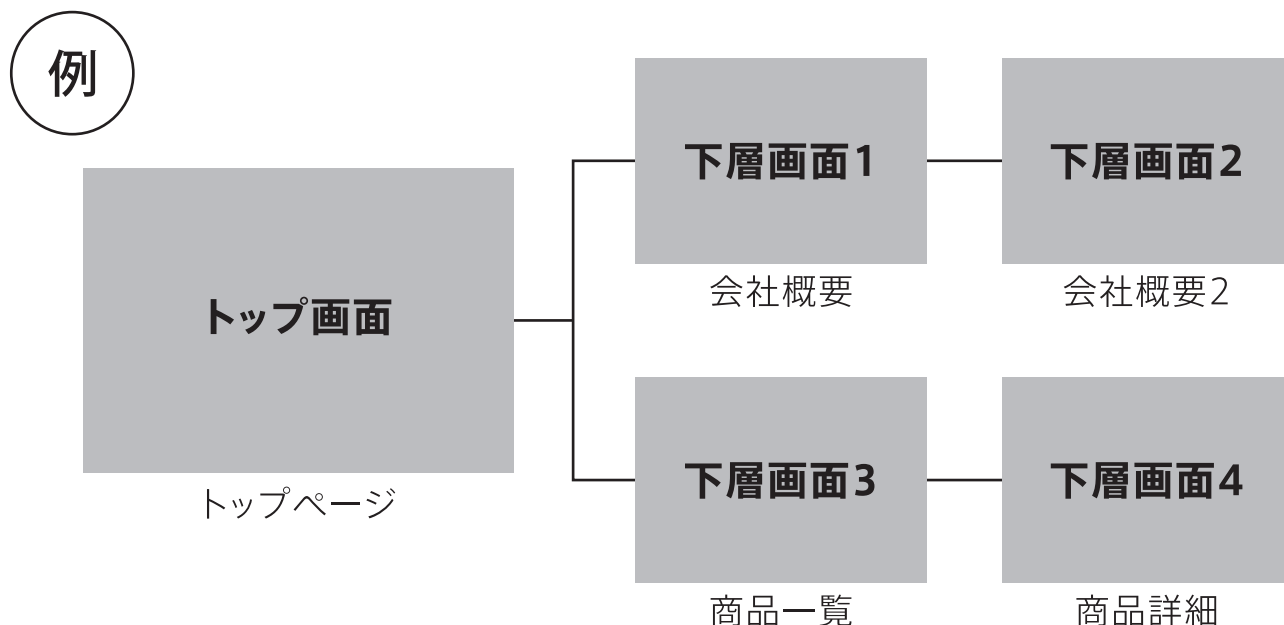 例
トップ画面
トップページ
下層画面1
会社概要
下層画面2
会社概要2
下層画面3
商品一覧
下層画面4
商品詳細